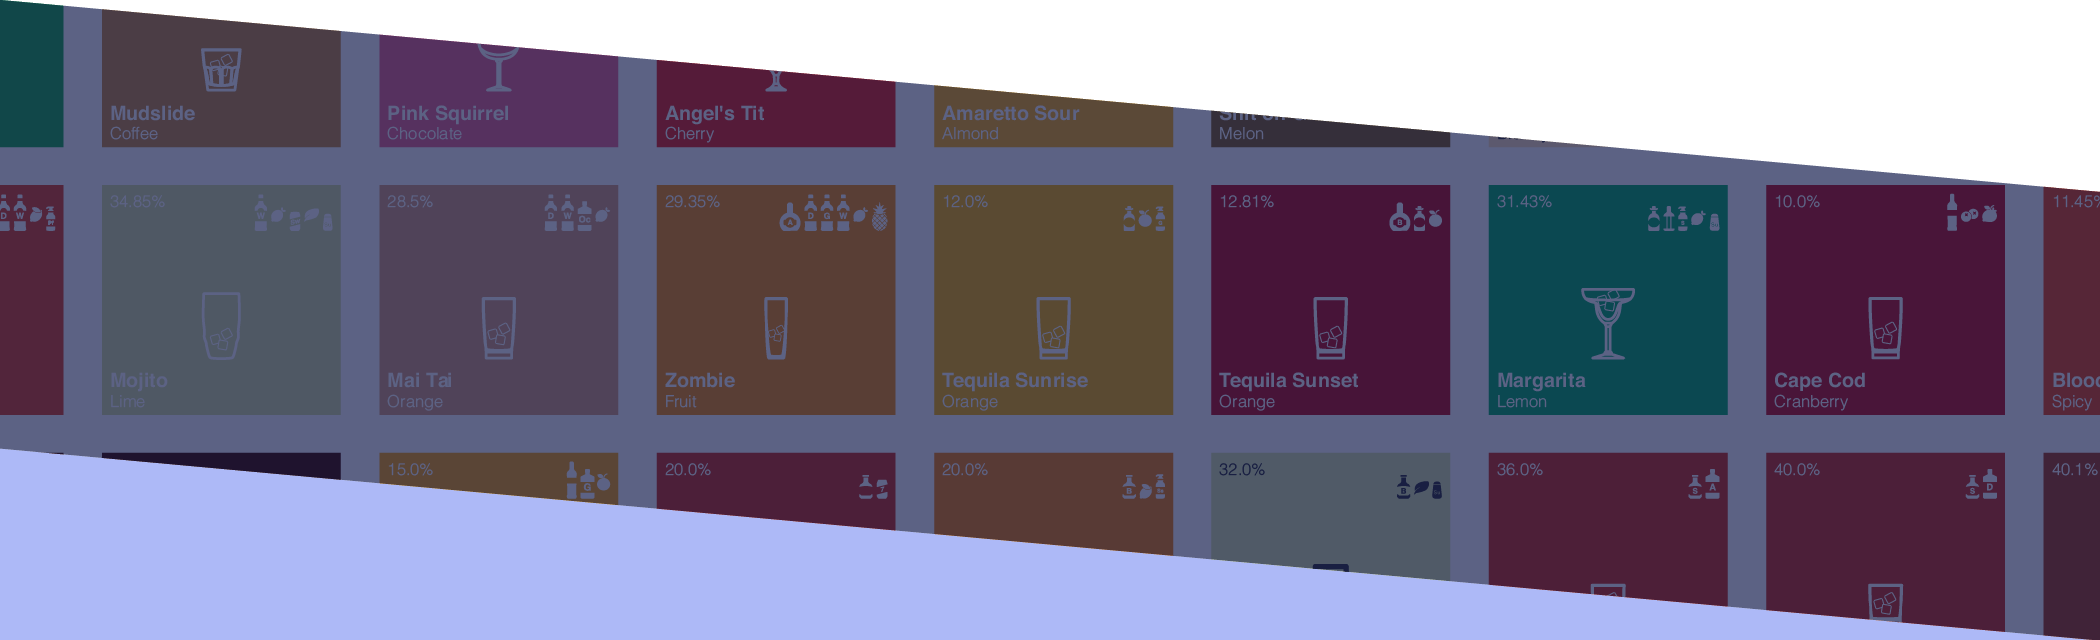 Mudslide
Coffee
Pink Squirrel
Chocolate
Angel's Tit
Cherry
Amaretto Sour
Almond
Melon
34.85%
Mojito
Lime
28.5%
Mai Tai
Orange
29.35%
Zombie
Fruit
12.0%
Tequila Sunrise
Orange
12.81%
Tequila Sunset
Orange
31.43%
Margarita
Lemon
10.0%
Cape Cod
Cranberry
11.45%
Spicy
15.0%
20.0%
20.0%
32.0%
36.0%
40.0%
40.1%